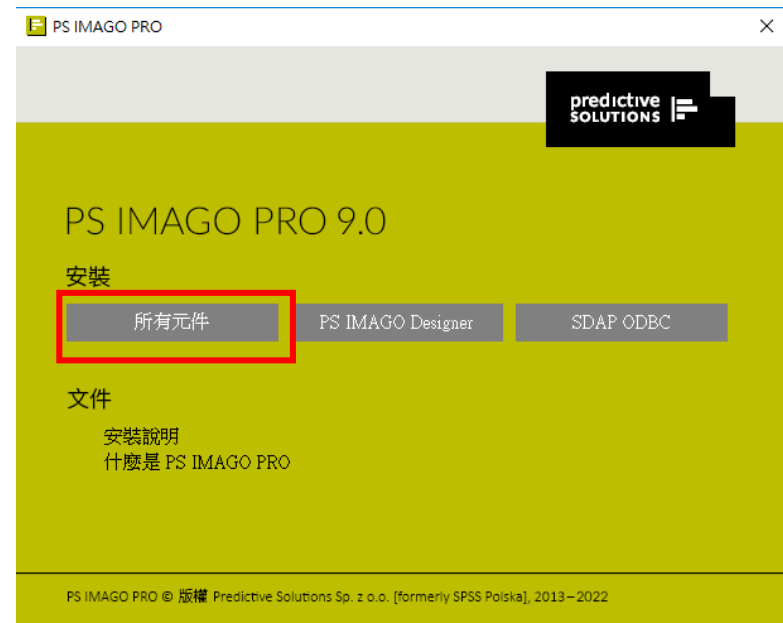 PS IMAGO PRO
predictive
SOLUTIONS
PS IMAGO PRO 9.0
安裝
所有元件 PS IMAGO Designer SDAP ODBC
文件
安裝說明
什麼是 PS IMAGO PRO
PS IMAGO PRO © 版權 Predictive Solutions Sp. z o.o. [formerly SPSS Polska], 2013–2022